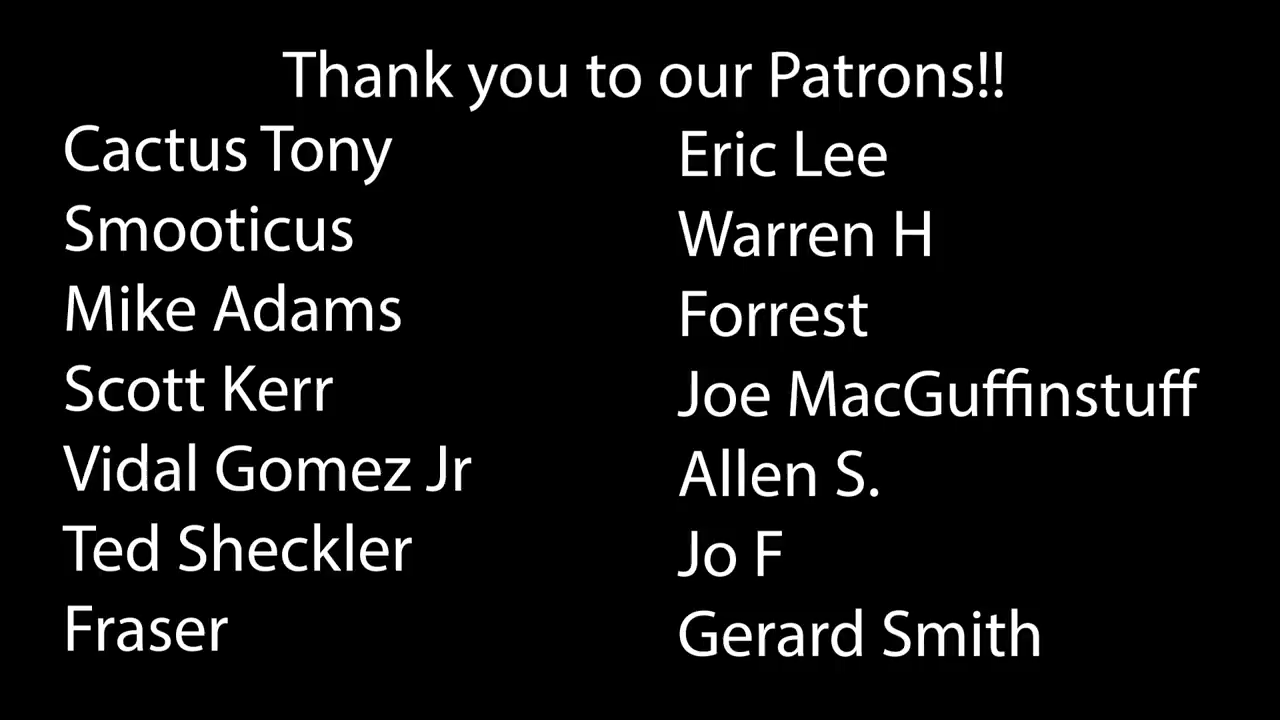 Thank you to our Patrons!!
Cactus Tony
Smooticus
Mike Adams
Scott Kerr
Vidal Gomez Jr
Ted Sheckler
Fraser
Eric Lee
Warren H
Forrest
Joe MacGuffinstuff
Allen S.
Jo F
Gerard Smith